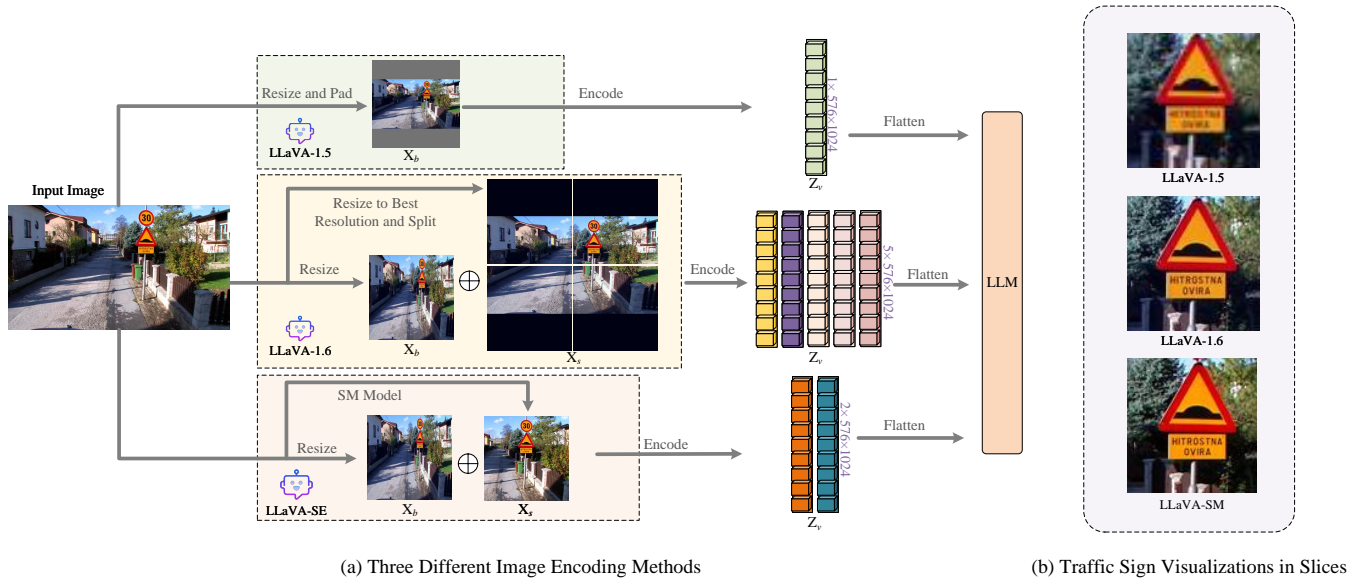 Input Image
30
Resize and Pad
LLaVA-1.5
X_b
Encode
1× 576×1024
Z_v
Flatten
Resize to Best
Resolution and Split
Resize
30
LLaVA-1.6
X_b
⊕
X_s
Encode
5× 576×1024
Z_v
Flatten
SM Model
Resize
30
LLaVA-SE
X_b
⊕
X_s
Encode
2× 576×1024
Z_v
Flatten
LLM
HITROSTNA
OVIRA
LLaVA-1.5
HITROSTNA
OVIRA
LLaVA-1.6
HITROSTNA
OVIRA
LLaVA-SM
(a) Three Different Image Encoding Methods
(b) Traffic Sign Visualizations in Slices